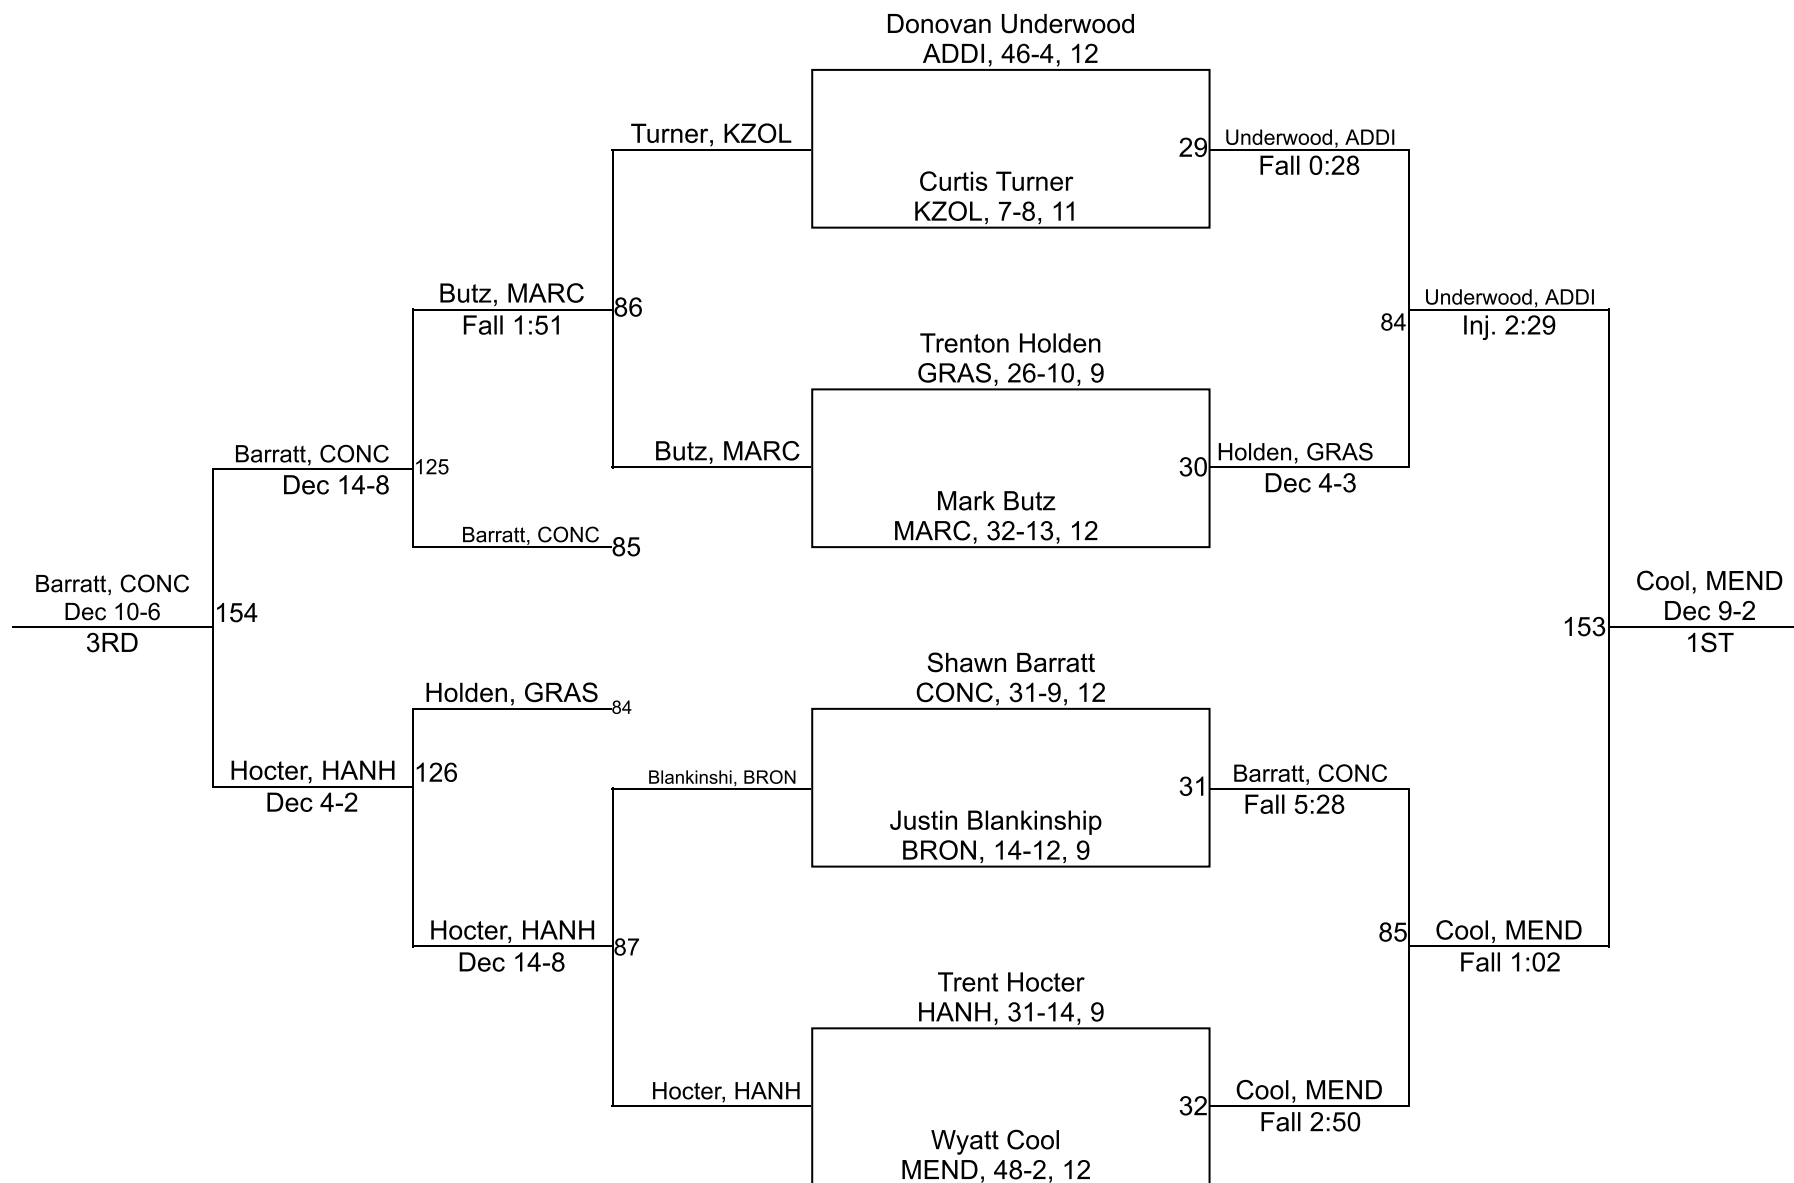 Donovan Underwood
ADDI, 46-4, 12
Turner, KZOL
29
Underwood, ADDI
Fall 0:28
Curtis Turner
KZOL, 7-8, 11
Butz, MARC
Fall 1:51
86
84
Underwood, ADDI
Inj. 2:29
Trenton Holden
GRAS, 26-10, 9
Barratt, CONC
Dec 14-8
125
Butz, MARC
30
Holden, GRAS
Dec 4-3
Mark Butz
MARC, 32-13, 12
Barratt, CONC
85
Barratt, CONC
Dec 10-6
3RD
154
153
Cool, MEND
Dec 9-2
1ST
Shawn Barratt
CONC, 31-9, 12
Holden, GRAS
84
Hocter, HANH
Dec 4-2
126
Blankinshi, BRON
31
Barratt, CONC
Fall 5:28
Justin Blankinship
BRON, 14-12, 9
Hocter, HANH
Dec 14-8
87
85
Cool, MEND
Fall 1:02
Trent Hocter
HANH, 31-14, 9
Hocter, HANH
32
Cool, MEND
Fall 2:50
Wyatt Cool
MEND, 48-2, 12